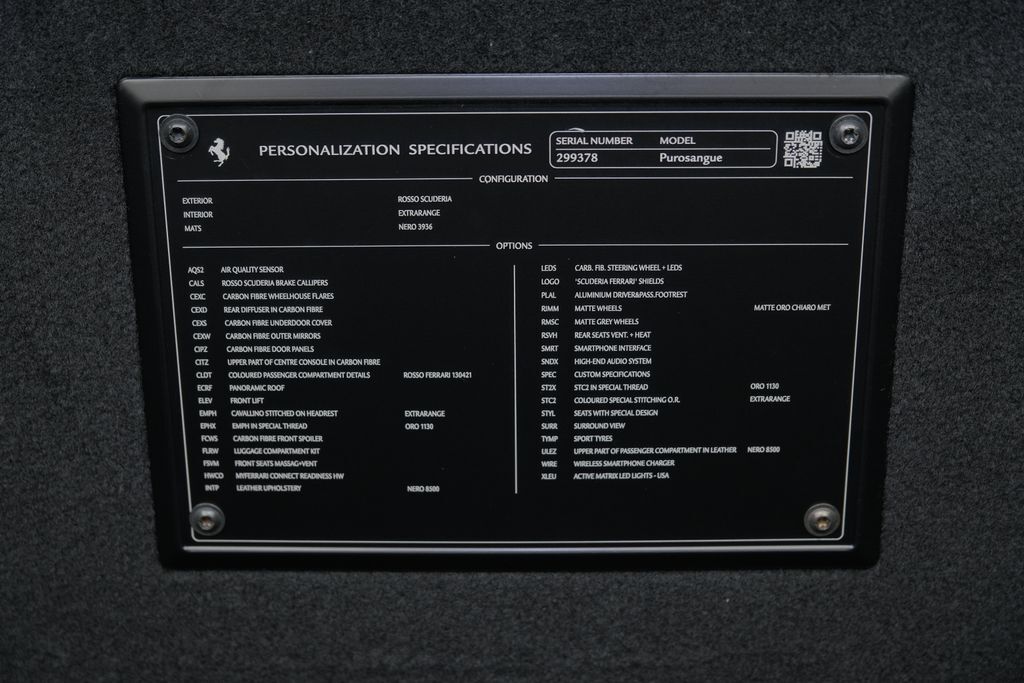 PERSONALIZATION SPECIFICATIONS
SERIAL NUMBER MODEL
299378 Purosangue
CONFIGURATION
EXTERIOR ROSSO SCUDERIA
INTERIOR EXTRARANGE
MATS NERO 3936
OPTIONS
AQS2 AIR QUALITY SENSOR
CALS ROSSO SCUDERIA BRAKE CALLIPERS
CEXC CARBON FIBRE WHEELHOUSE FLARES
CEXD REAR DIFFUSER IN CARBON FIBRE
CEXS CARBON FIBRE UNDERDOOR COVER
CEXW CARBON FIBRE OUTER MIRRORS
CIPZ CARBON FIBRE DOOR PANELS
CITZ UPPER PART OF CENTRE CONSOLE IN CARBON FIBRE
CLDT COLOURED PASSENGER COMPARTMENT DETAILS ROSSO FERRARI 130421
ECRF PANORAMIC ROOF
ELEV FRONT LIFT
EMPH CAVALLINO STITCHED ON HEADREST EXTRARANGE
EPHX EMPH IN SPECIAL THREAD ORO 1130
FCWS CARBON FIBRE FRONT SPOILER
FLRW LUGGAGE COMPARTMENT KIT
FSVM FRONT SEATS MASSAG+VENT
HWCD MYFERRARI CONNECT READINESS HW
INTP LEATHER UPHOLSTERY NERO 8500
LEDS CARB. FIB. STEERING WHEEL + LEDS
LOGO 'SCUDERIA FERRARI' SHIELDS
PLAL ALUMINIUM DRIVER&PASS.FOOTREST
RIMM MATTE WHEELS MATTE ORO CHIARO MET
RMSC MATTE GREY WHEELS
RSVH REAR SEATS VENT. + HEAT
SMRT SMARTPHONE INTERFACE
SNDX HIGH-END AUDIO SYSTEM
SPEC CUSTOM SPECIFICATIONS
ST2X STC2 IN SPECIAL THREAD ORO 1130
STC2 COLOURED SPECIAL STITCHING O.R. EXTRARANGE
STYL SEATS WITH SPECIAL DESIGN
SURR SURROUND VIEW
TYMP SPORT TYRES
ULEZ UPPER PART OF PASSENGER COMPARTMENT IN LEATHER NERO 8500
WIRE WIRELESS SMARTPHONE CHARGER
XLEU ACTIVE MATRIX LED LIGHTS - USA